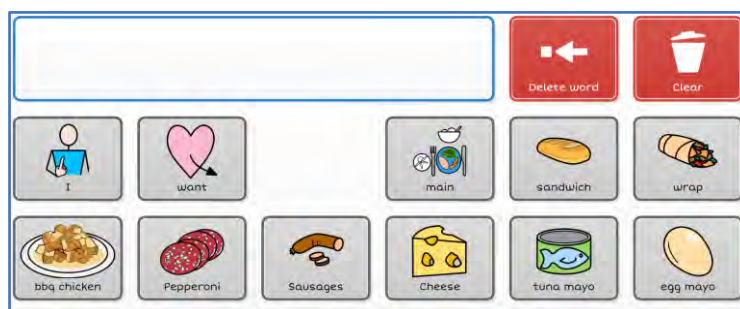 Delete word
Clear
I
want
main
sandwich
wrap
bbq chicken
Pepperoni
Sausages
Cheese
tuna mayo
egg mayo